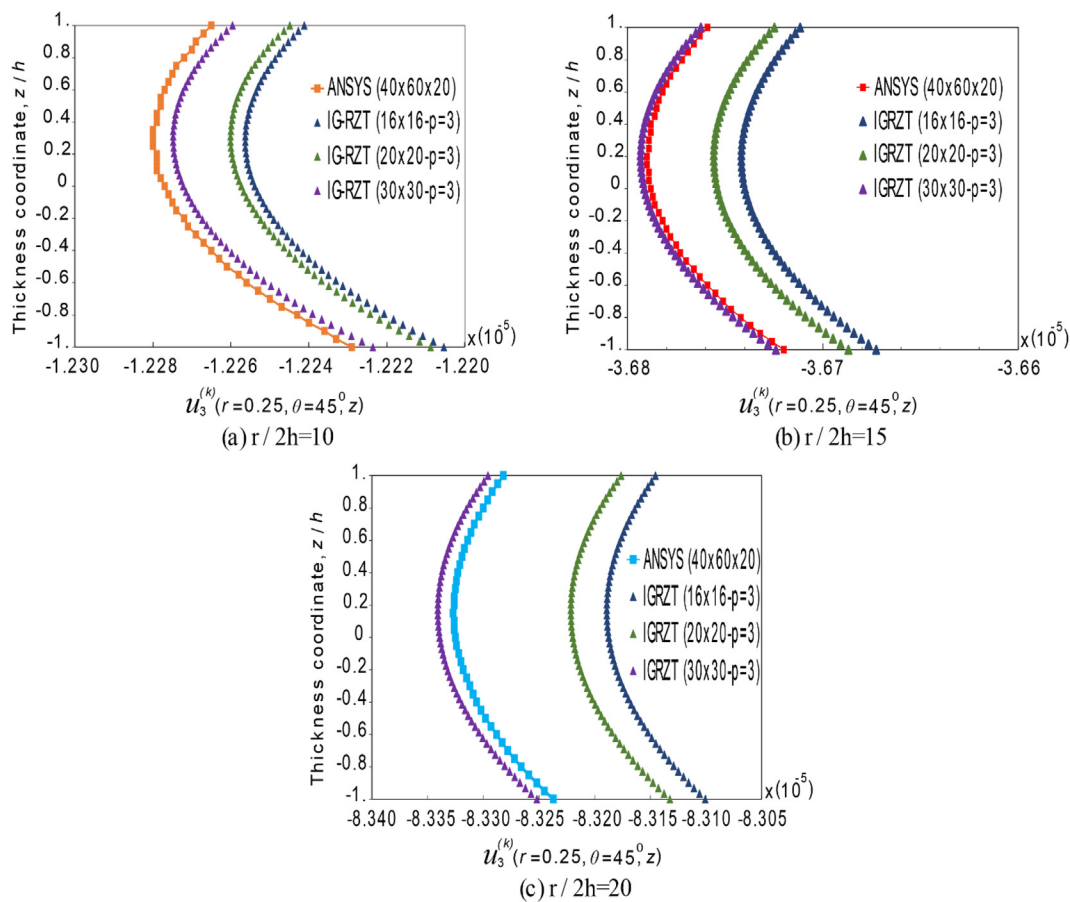 Thickness coordinate, z / h
1.
0.8
0.6
0.4
0.2
0
-0.2
-0.4
-0.6
-0.8
-1.
ANSYS (40x60x20)
IG-RZT (16x16-p=3)
IG-RZT (20x20-p=3)
IG-RZT (30x30-p=3)
x(10⁻⁵)
-1.230 -1.228 -1.226 -1.224 -1.222 -1.220
u₃⁽ᵏ⁾(r=0.25, θ=45⁰, z)
(a) r / 2h=10
Thickness coordinate, z / h
1.
0.8
0.6
0.4
0.2
0
-0.2
-0.4
-0.6
-0.8
-1.
ANSYS (40x60x20)
IGRZT (16x16-p=3)
IGRZT (20x20-p=3)
IGRZT (30x30-p=3)
x(10⁻⁵)
-3.68 -3.67 -3.66
u₃⁽ᵏ⁾(r=0.25, θ=45⁰, z)
(b) r / 2h=15
Thickness coordinate, z / h
1.
0.8
0.6
0.4
0.2
0
-0.2
-0.4
-0.6
-0.8
-1.
ANSYS (40x60x20)
IGRZT (16x16-p=3)
IGRZT (20x20-p=3)
IGRZT (30x30-p=3)
x(10⁻⁵)
-8.340 -8.335 -8.330 -8.325 -8.320 -8.315 -8.310 -8.305
u₃⁽ᵏ⁾(r=0.25, θ=45⁰, z)
(c) r / 2h=20